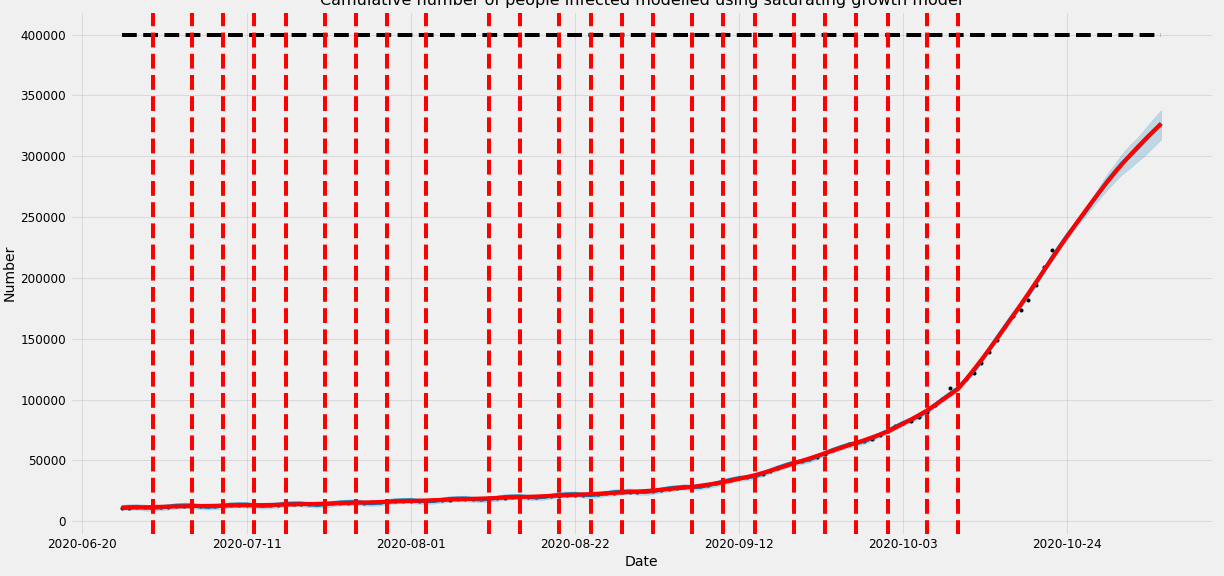 Camulative number of people infected modelled using saturating growth model
400000
350000
300000
250000
200000
150000
100000
50000
0
Number
2020-06-20 2020-07-11 2020-08-01 2020-08-22 2020-09-12 2020-10-03 2020-10-24
Date